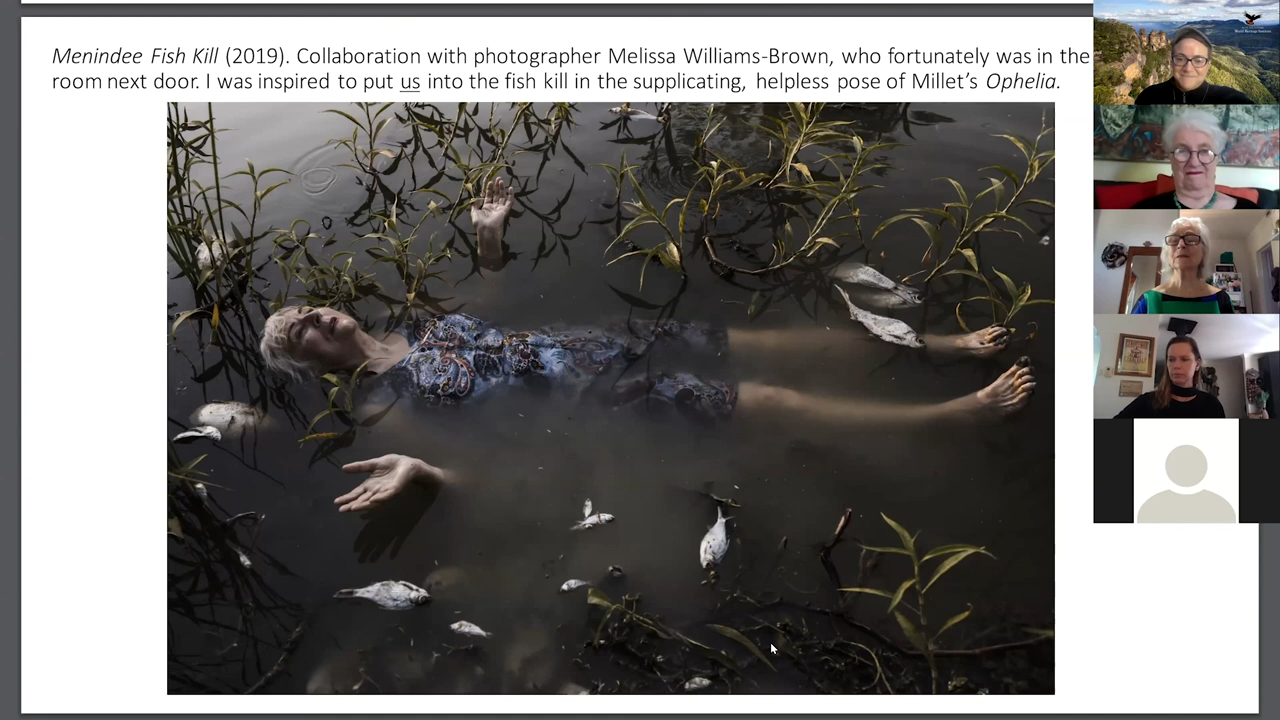 Menindee Fish Kill (2019). Collaboration with photographer Melissa Williams-Brown, who fortunately was in the
room next door. I was inspired to put us into the fish kill in the supplicating, helpless pose of Millet’s Ophelia.